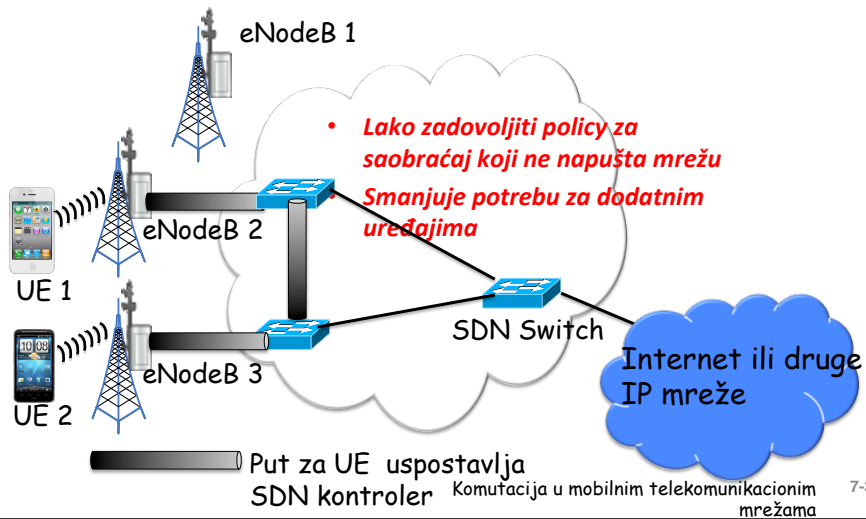 eNodeB 1
• Lako zadovoljiti policy za
saobraćaj koji ne napušta mrežu
• Smanjuje potrebu za dodatnim
uređajima
eNodeB 2
UE 1
SDN Switch
Internet ili druge
IP mreže
10 08
eNodeB 3
UE 2
Put za UE uspostavlja
SDN kontroler
Komutacija u mobilnim telekomunikacionim
mrežama